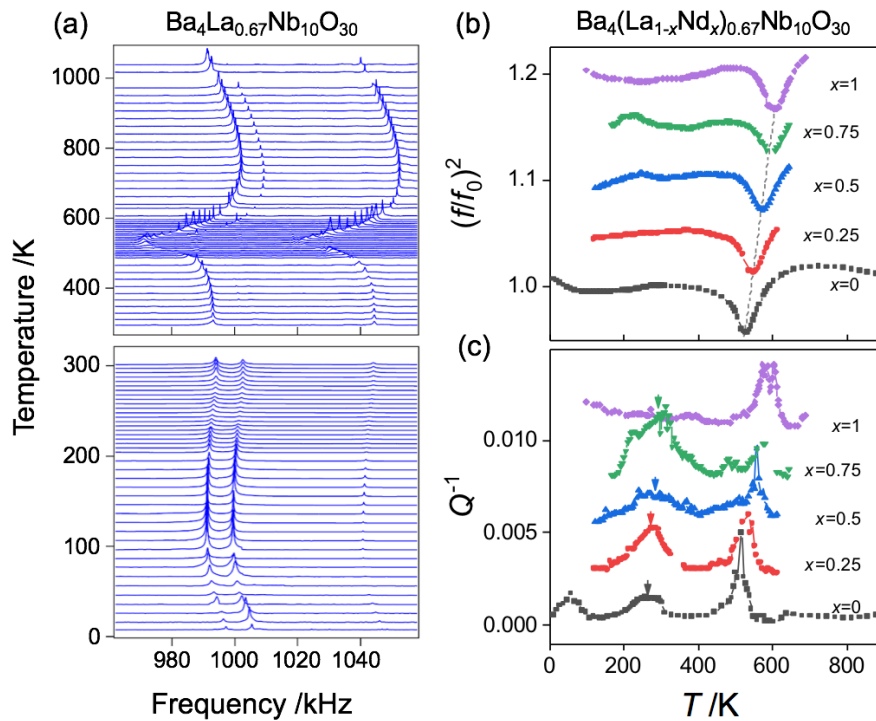 (a)
Ba₄La₀.₆₇Nb₁₀O₃₀
1000
800
600
400
300
200
100
0
Temperature /K
980
1000
1020
1040
Frequency /kHz
(b)
Ba₄(La₁₋ₓNdₓ)₀.₆₇Nb₁₀O₃₀
1.2
1.1
1.0
(f/f₀)²
x=1
x=0.75
x=0.5
x=0.25
x=0
(c)
0.010
0.005
0.000
Q⁻¹
x=1
x=0.75
x=0.5
x=0.25
x=0
0
200
400
600
800
T /K